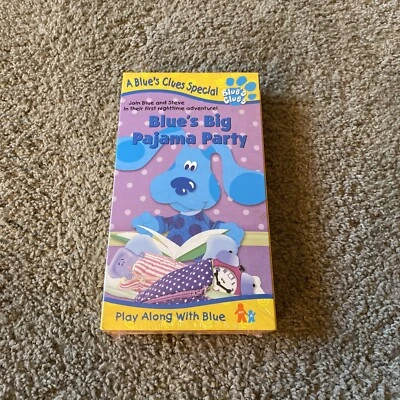 A Blue's Clues Special
Blue's Clues
Join Blue and Steve
in their first nighttime adventure!
Blue's Big
Pajama Party
Play Along With Blue